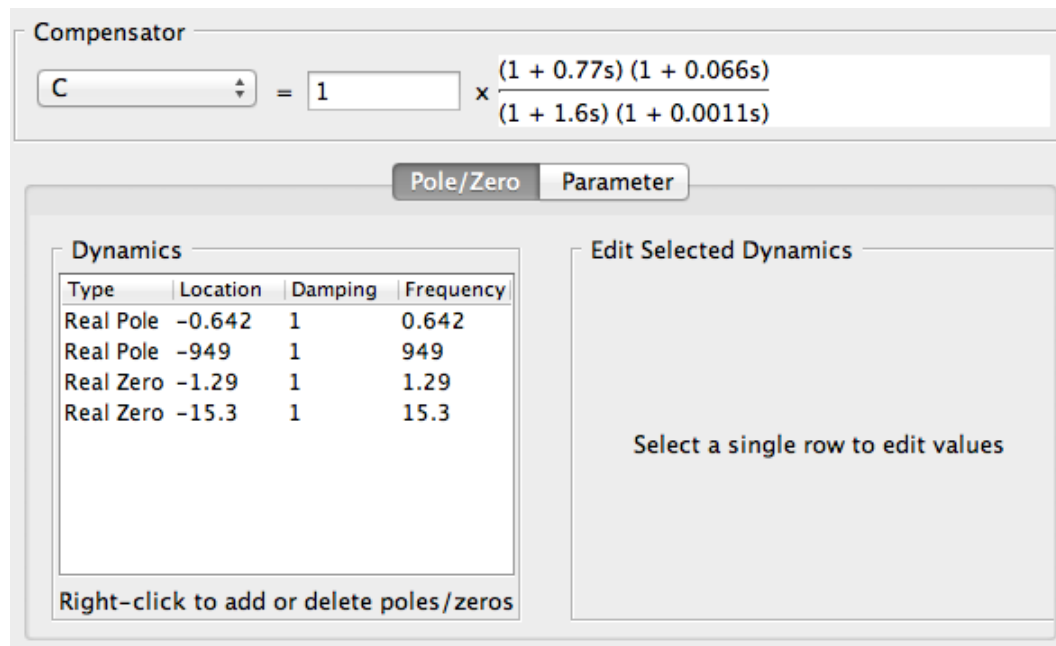 Compensator
C = 1 x (1 + 0.77s) (1 + 0.066s)
(1 + 1.6s) (1 + 0.0011s)
Pole/Zero Parameter
Dynamics
Type Location Damping Frequency
Real Pole -0.642 1 0.642
Real Pole -949 1 949
Real Zero -1.29 1 1.29
Real Zero -15.3 1 15.3
Right-click to add or delete poles/zeros
Edit Selected Dynamics
Select a single row to edit values